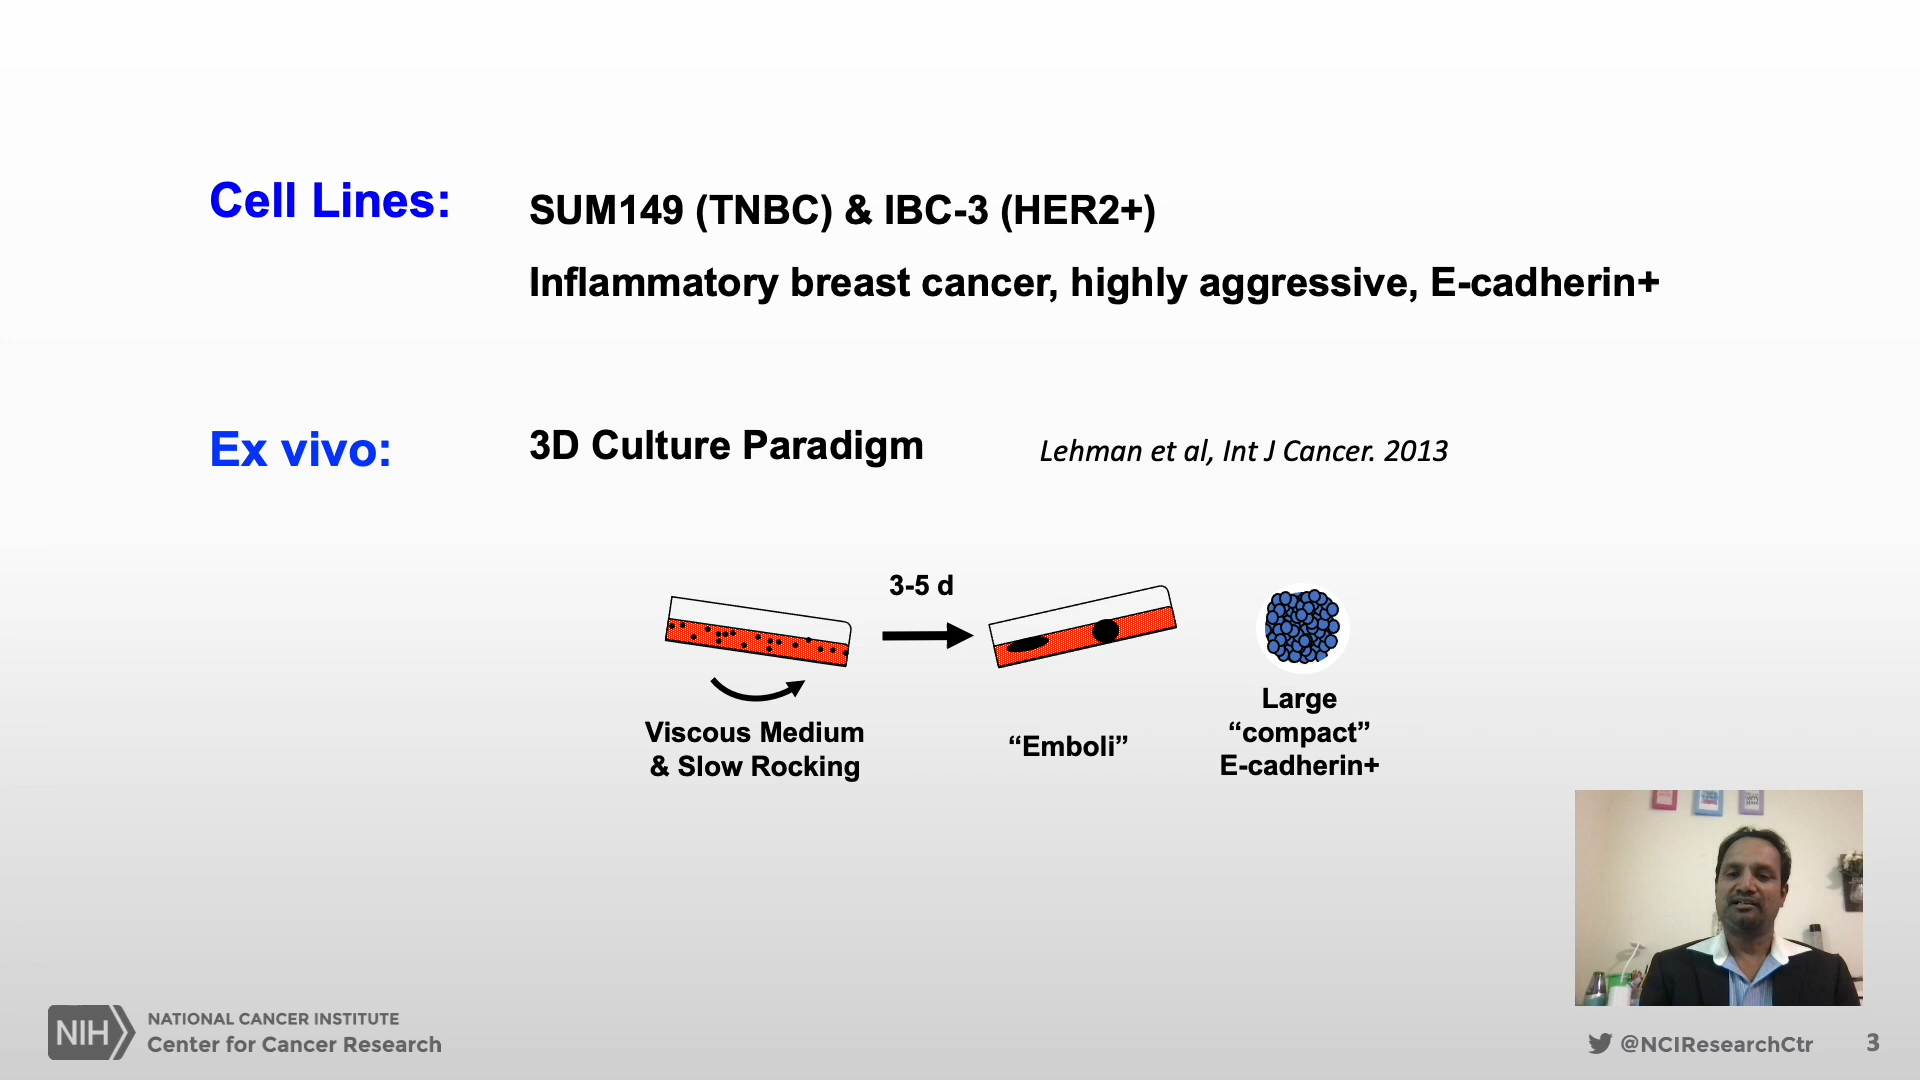 Cell Lines:
SUM149 (TNBC) & IBC-3 (HER2+)
Inflammatory breast cancer, highly aggressive, E-cadherin+
Ex vivo:
3D Culture Paradigm
Lehman et al, Int J Cancer. 2013
3-5 d
Viscous Medium
& Slow Rocking
“Emboli”
Large
“compact”
E-cadherin+
NIH
NATIONAL CANCER INSTITUTE
Center for Cancer Research
@NCIResearchCtr
3